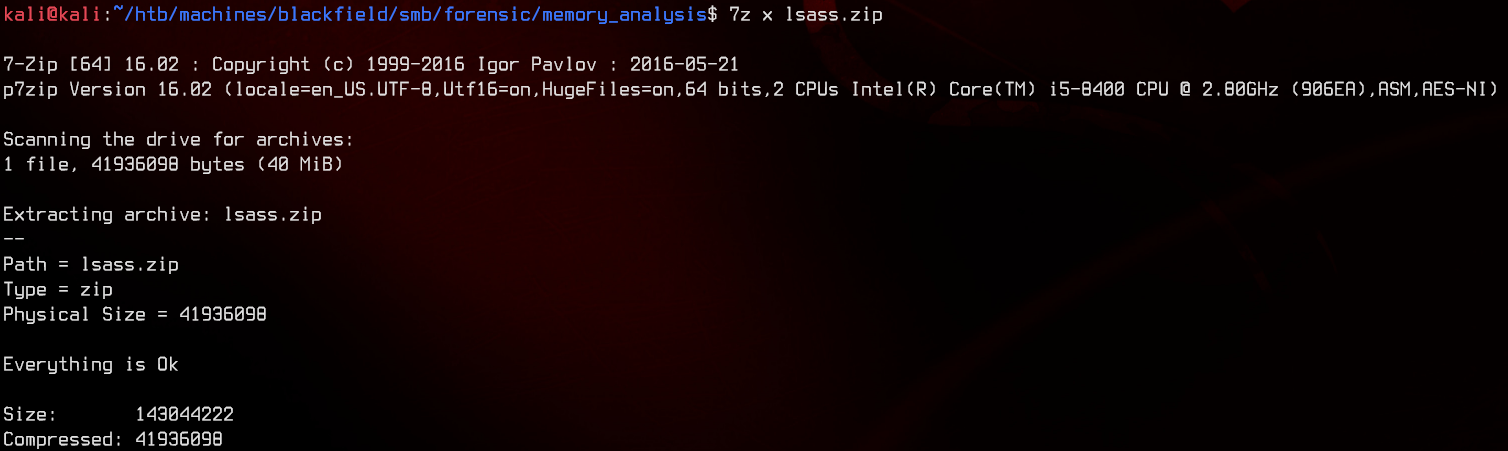 kali@kali:~/htb/machines/blackfield/smb/forensic/memory_analysis$ 7z x lsass.zip
7-Zip [64] 16.02 : Copyright (c) 1999-2016 Igor Pavlov : 2016-05-21
p7zip Version 16.02 (locale=en_US.UTF-8,Utf16=on,HugeFiles=on,64 bits,2 CPUs Intel(R) Core(TM) i5-8400 CPU @ 2.80GHz (906EA),ASM,AES-NI)
Scanning the drive for archives:
1 file, 41936098 bytes (40 MiB)
Extracting archive: lsass.zip
--
Path = lsass.zip
Type = zip
Physical Size = 41936098
Everything is Ok
Size:       143044222
Compressed: 41936098